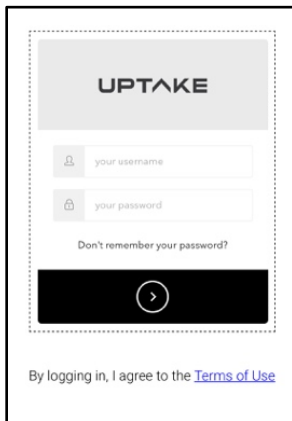 UPTAKE
your username
your password
Don't remember your password?
By logging in, I agree to the Terms of Use